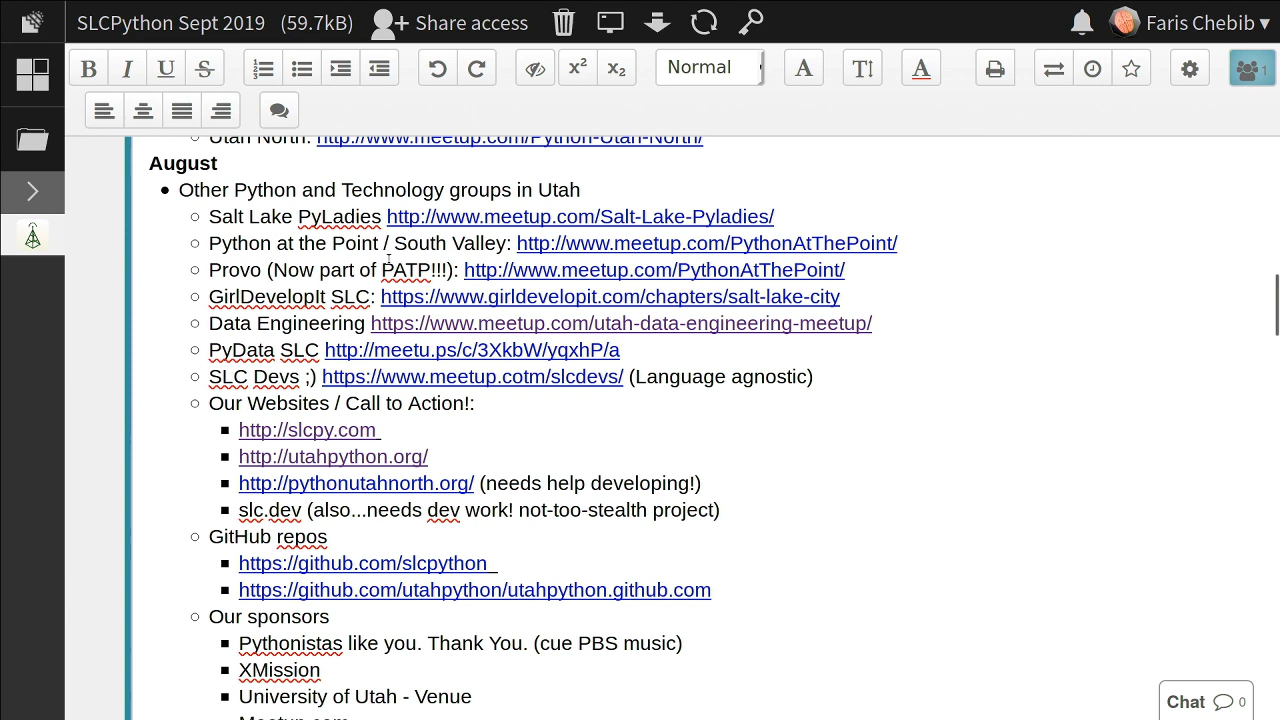 SLCPython Sept 2019 (59.7kB) Share access Faris Chebib ▾
B I U S x² x₂ Normal A T A 1
Utah North: http://www.meetup.com/Python-Utah-North/
August
Other Python and Technology groups in Utah
Salt Lake PyLadies http://www.meetup.com/Salt-Lake-Pyladies/
Python at the Point / South Valley: http://www.meetup.com/PythonAtThePoint/
Provo (Now part of PATP!!!): http://www.meetup.com/PythonAtThePoint/
GirlDevelopIt SLC: https://www.girldevelopit.com/chapters/salt-lake-city
Data Engineering https://www.meetup.com/utah-data-engineering-meetup/
PyData SLC http://meetu.ps/c/3XkbW/yqxhP/a
SLC Devs ;) https://www.meetup.cotm/slcdevs/ (Language agnostic)
Our Websites / Call to Action!:
http://slcpy.com
http://utahpython.org/
http://pythonutahnorth.org/ (needs help developing!)
slc.dev (also...needs dev work! not-too-stealth project)
GitHub repos
https://github.com/slcpython
https://github.com/utahpython/utahpython.github.com
Our sponsors
Pythonistas like you. Thank You. (cue PBS music)
XMission
University of Utah - Venue
Meetup.com
Chat 0